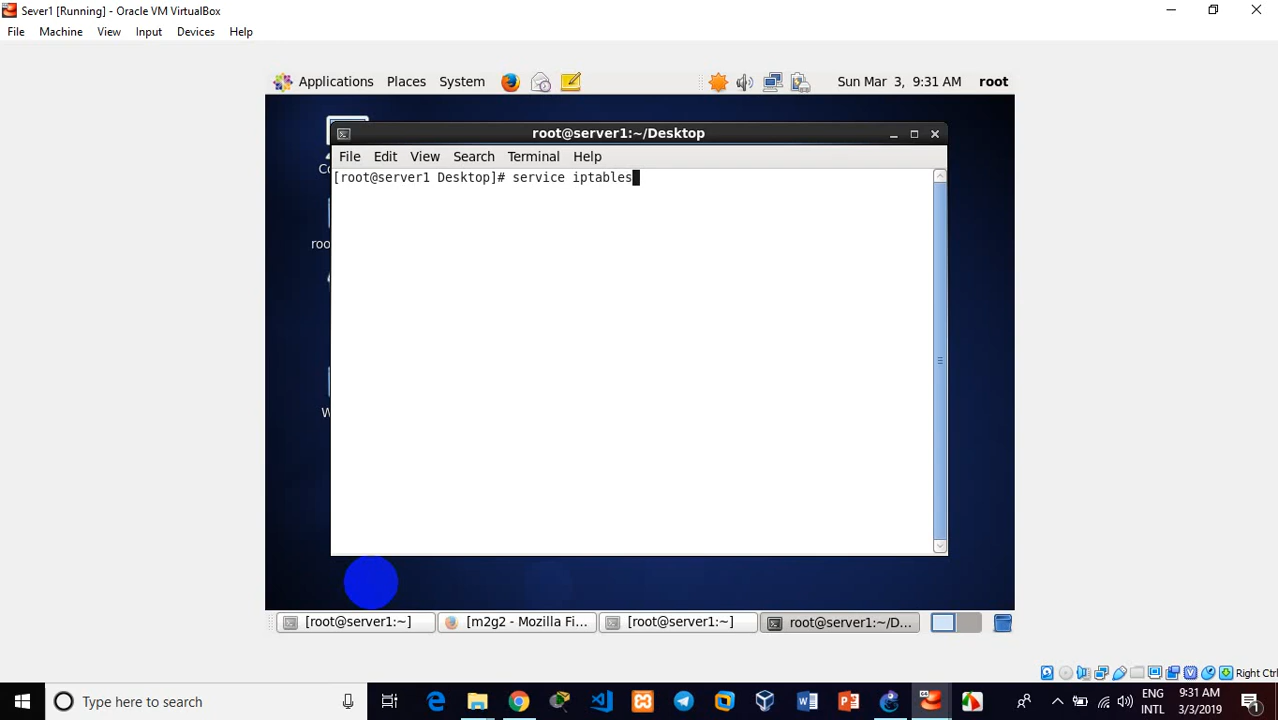 Sever1 [Running] - Oracle VM VirtualBox
File Machine View Input Devices Help
Applications Places System Sun Mar 3, 9:31 AM root
root@server1:~/Desktop
File Edit View Search Terminal Help
[root@server1 Desktop]# service iptables
roo
W
[root@server1:~] [m2g2 - Mozilla Fi... [root@server1:~] root@server1:~/D...
Right Ctrl
Type here to search
ENG 9:31 AM
INTL 3/3/2019 1